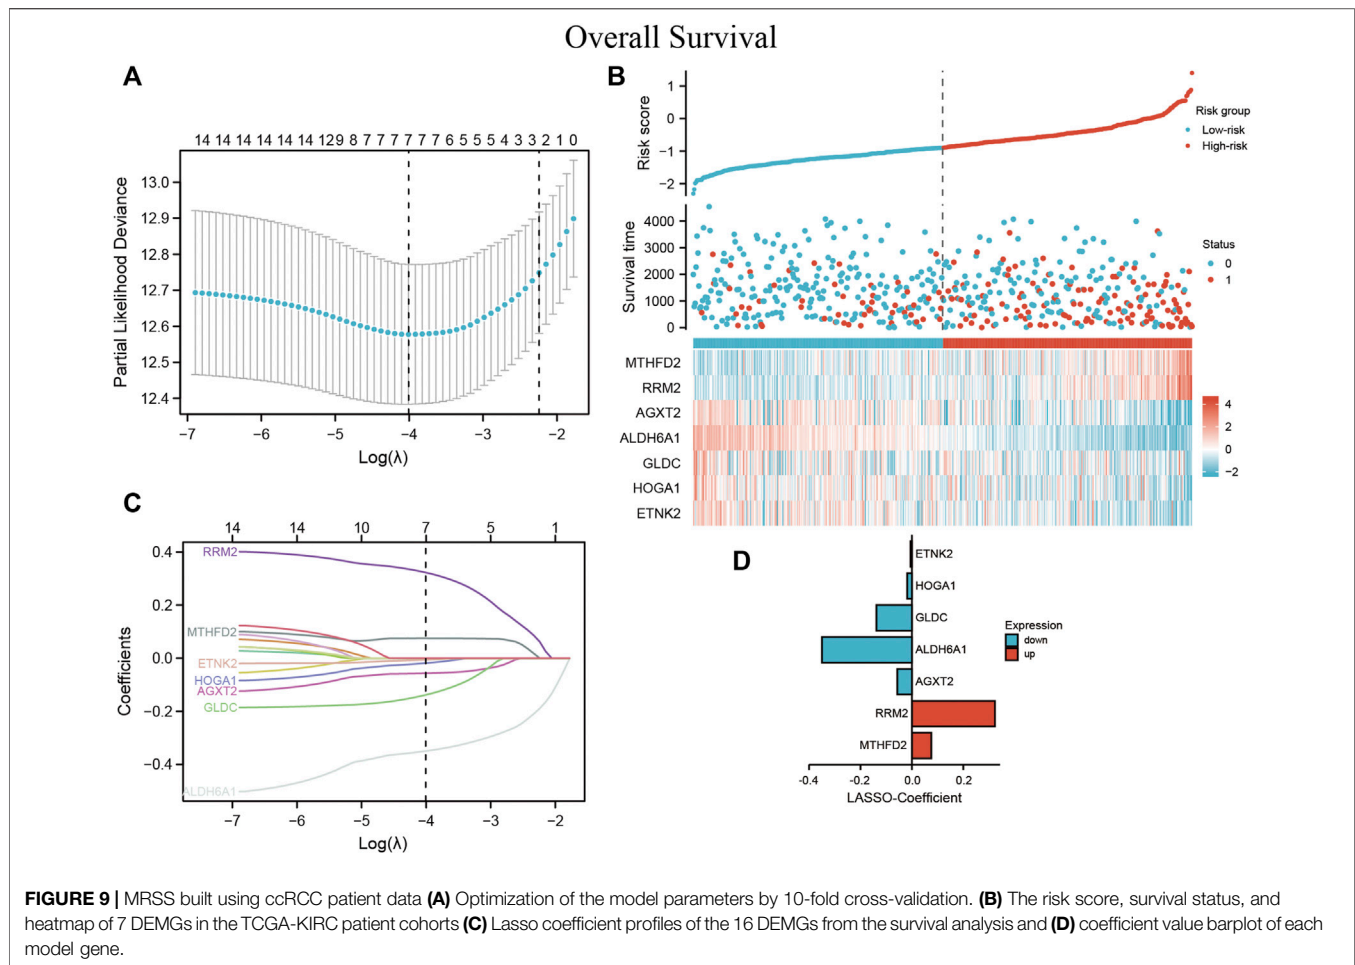 Overall Survival
A
14 14 14 14 14 14 12 9 8 7 7 7 7 7 7 6 5 5 4 3 3 2 1 0
13.0
12.9
12.8
12.7
12.6
12.5
12.4
Partial Likelihood Deviance
−7 −6 −5 −4 −3 −2
Log(λ)
B
1
0
−1
−2
Risk score
Risk group
Low-risk
High-risk
4000
3000
2000
1000
0
Survival time
Status
0
1
MTHFD2
RRM2
AGXT2
ALDH6A1
GLDC
HOGA1
ETNK2
4
2
0
−2
C
14 14 10 7 5 1
0.4
0.2
0.0
−0.2
−0.4
Coefficients
RRM2
MTHFD2
ETNK2
HOGA1
AGXT2
GLDC
ALDH6A1
−7 −6 −5 −4 −3 −2
Log(λ)
D
ETNK2
HOGA1
GLDC
ALDH6A1
AGXT2
RRM2
MTHFD2
-0.4 -0.2 0.0 0.2
LASSO-Coefficient
Expression
down
up
FIGURE 9 | MRSS built using ccRCC patient data (A) Optimization of the model parameters by 10-fold cross-validation. (B) The risk score, survival status, and
heatmap of 7 DEMGs in the TCGA-KIRC patient cohorts (C) Lasso coefficient profiles of the 16 DEMGs from the survival analysis and (D) coefficient value barplot of each
model gene.